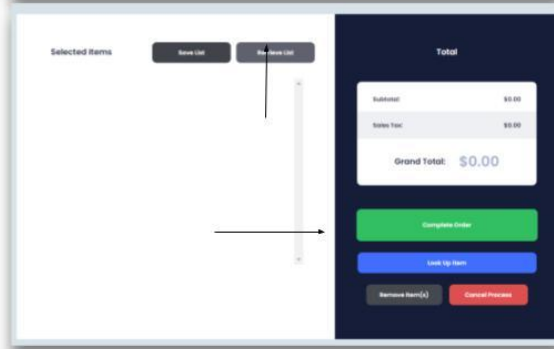 Selected Items
Save List
Retrieve List
Total
Subtotal: $0.00
Sales Tax: $0.00
Grand Total: $0.00
Complete Order
Look Up Item
Remove Item(s)
Cancel Process